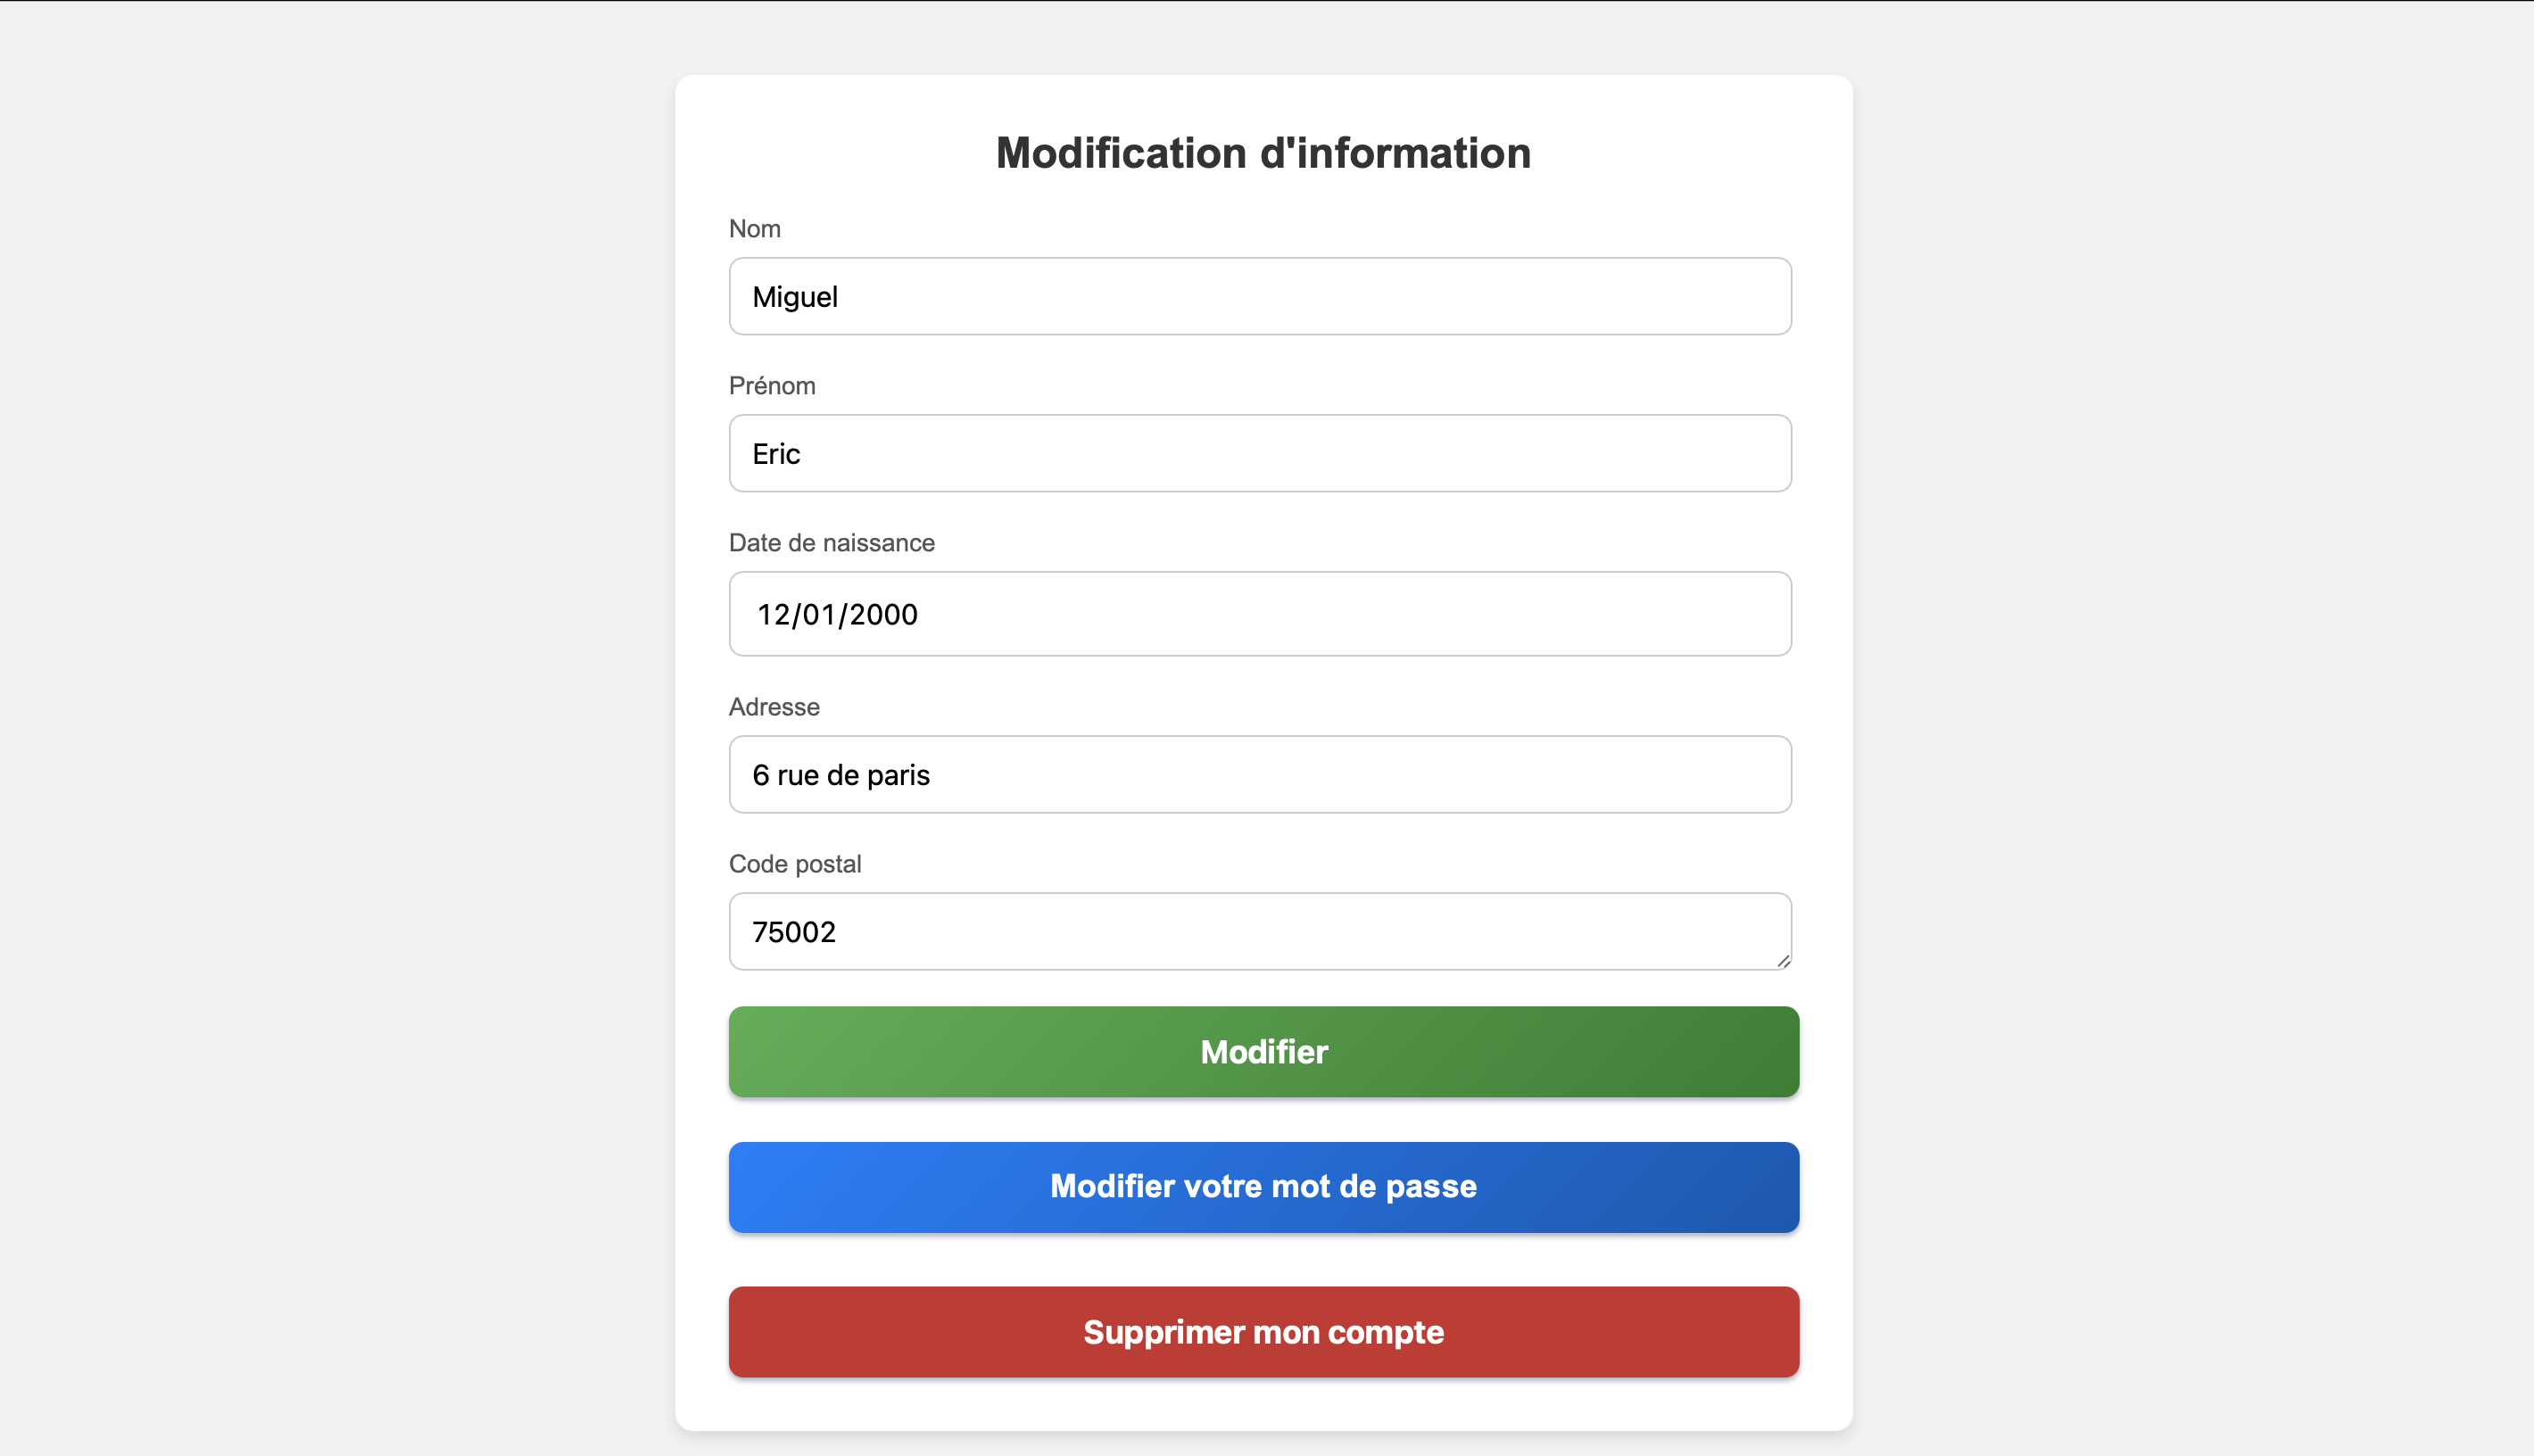 Modification d'information
Nom
Miguel
Prénom
Eric
Date de naissance
12/01/2000
Adresse
6 rue de paris
Code postal
75002
Modifier
Modifier votre mot de passe
Supprimer mon compte